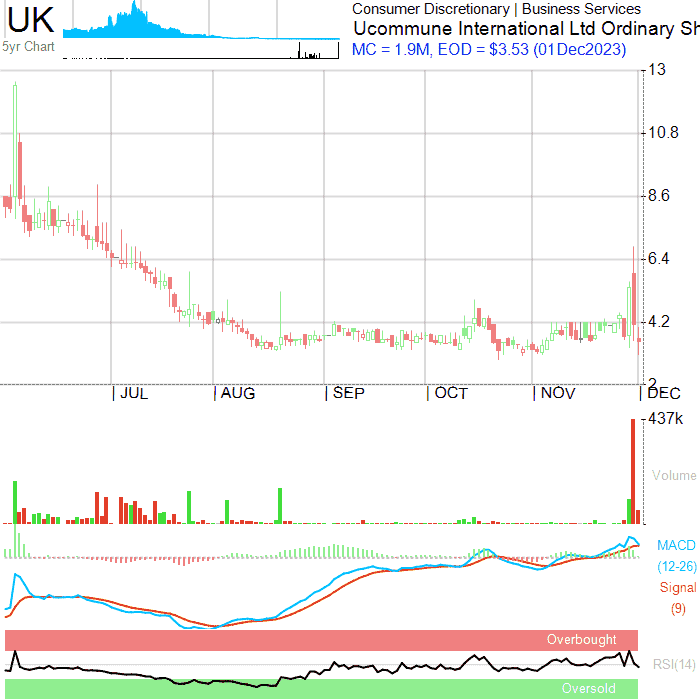 UK
Consumer Discretionary | Business Services
Ucommune International Ltd Ordinary Sh
5yr Chart
MC = 1.9M, EOD = $3.53 (01Dec2023)
13
10.8
8.6
6.4
4.2
2
JUL AUG SEP OCT NOV DEC
437k
Volume
MACD
(12-26)
Signal
(9)
Overbought
RSI(14)
Oversold